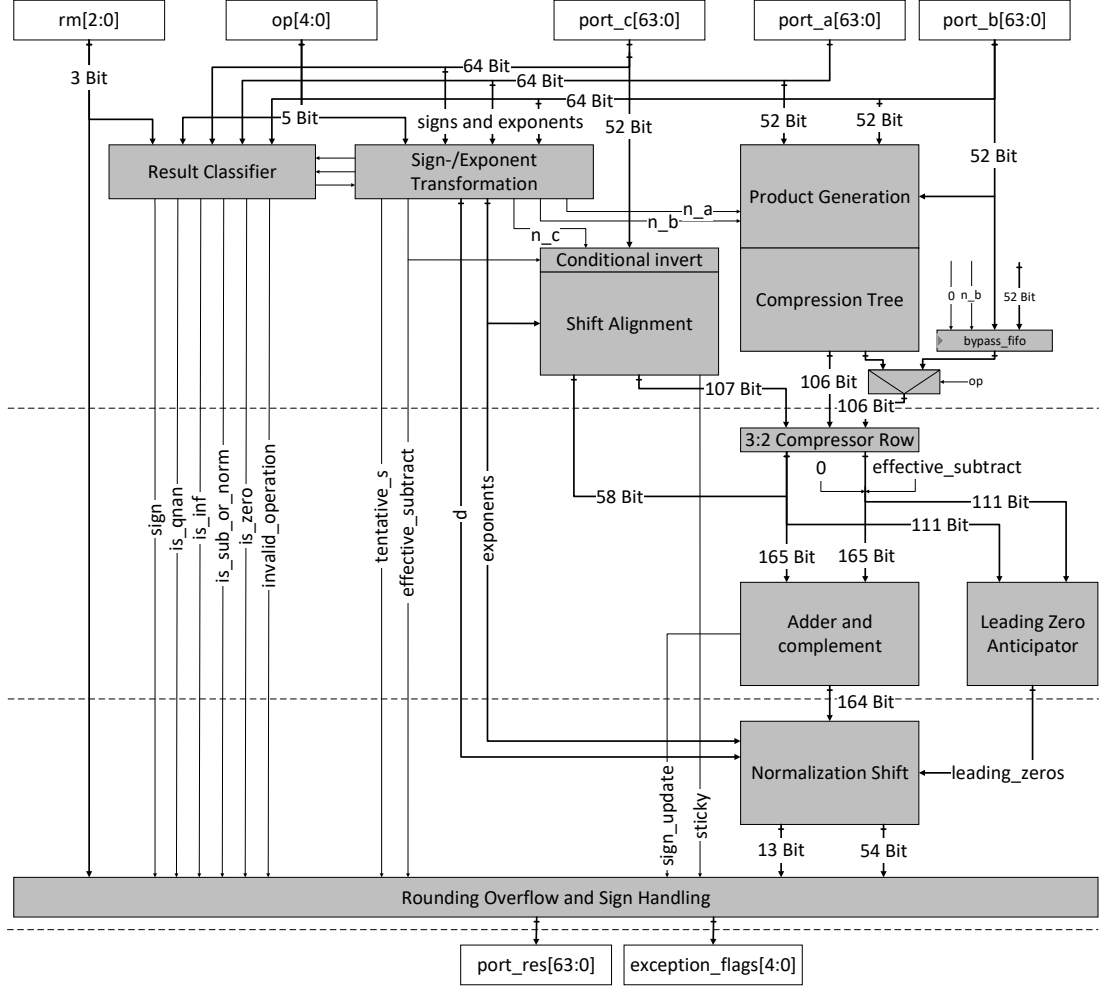 rm[2:0]
op[4:0]
port_c[63:0]
port_a[63:0]
port_b[63:0]
3 Bit
64 Bit
64 Bit
64 Bit
5 Bit
signs and exponents
52 Bit
52 Bit
52 Bit
52 Bit
Result Classifier
Sign-/Exponent
Transformation
Product Generation
n_a
n_b
n_c
Conditional invert
Shift Alignment
Compression Tree
0
n_b
52 Bit
bypass_fifo
op
107 Bit
106 Bit
106 Bit
3:2 Compressor Row
0
effective_subtract
58 Bit
111 Bit
111 Bit
165 Bit
165 Bit
sign
is_qnan
is_inf
is_sub_or_norm
is_zero
invalid_operation
tentative_s
effective_subtract
d
exponents
Adder and
complement
Leading Zero
Anticipator
164 Bit
Normalization Shift
leading_zeros
sign_update
sticky
13 Bit
54 Bit
Rounding Overflow and Sign Handling
port_res[63:0]
exception_flags[4:0]